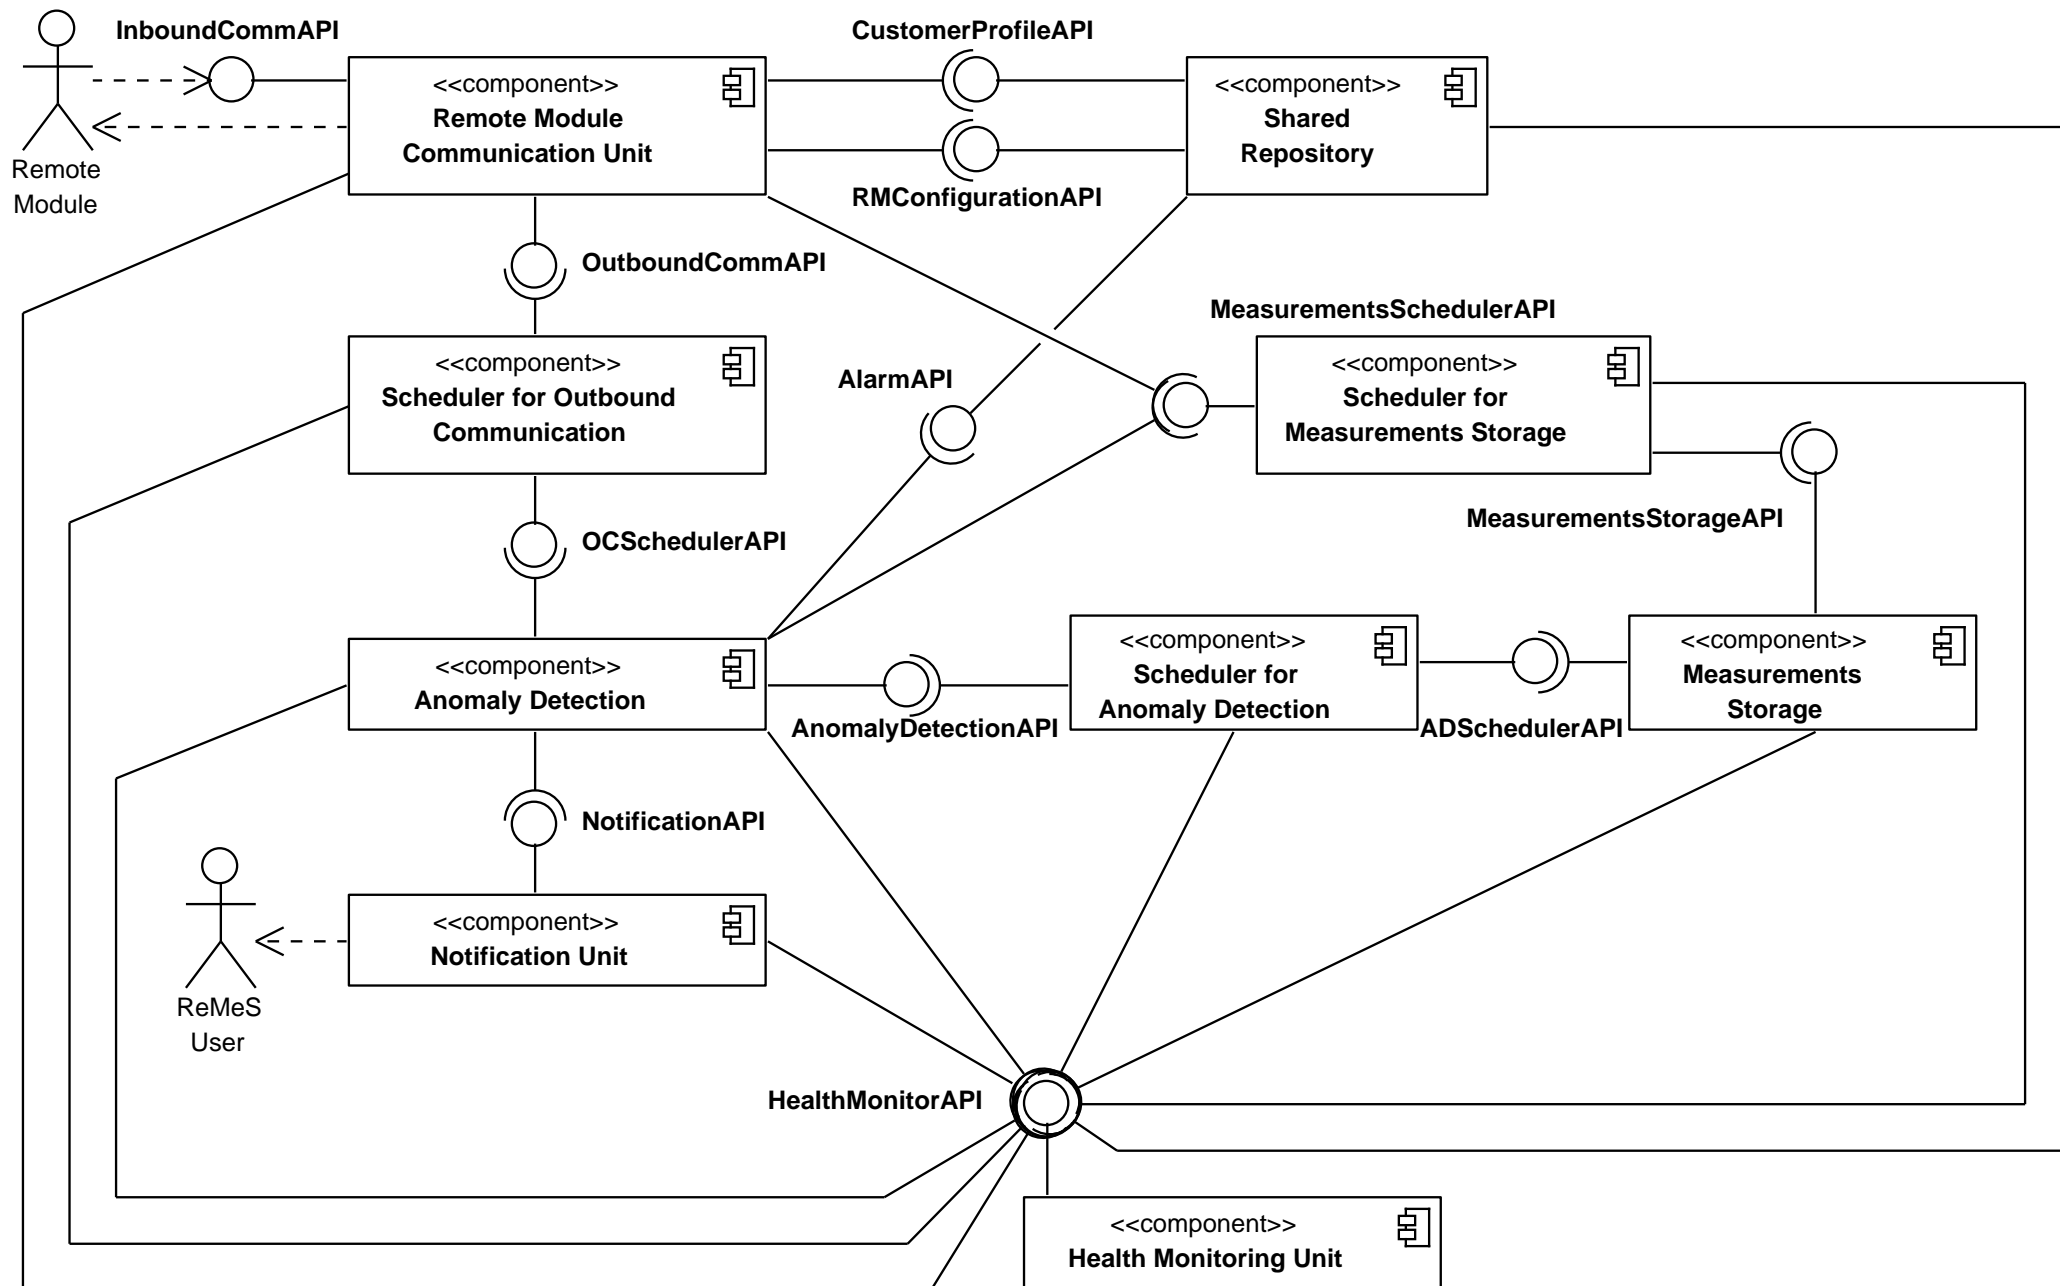 InboundCommAPI
CustomerProfileAPI
<<component>>
Remote Module
Communication Unit
<<component>>
Shared
Repository
Remote
Module
RMConfigurationAPI
OutboundCommAPI
MeasurementsSchedulerAPI
<<component>>
Scheduler for Outbound
Communication
AlarmAPI
<<component>>
Scheduler for
Measurements Storage
OCSchedulerAPI
MeasurementsStorageAPI
<<component>>
Anomaly Detection
<<component>>
Scheduler for
Anomaly Detection
<<component>>
Measurements
Storage
AnomalyDetectionAPI
ADSchedulerAPI
NotificationAPI
<<component>>
Notification Unit
ReMeS
User
HealthMonitorAPI
<<component>>
Health Monitoring Unit